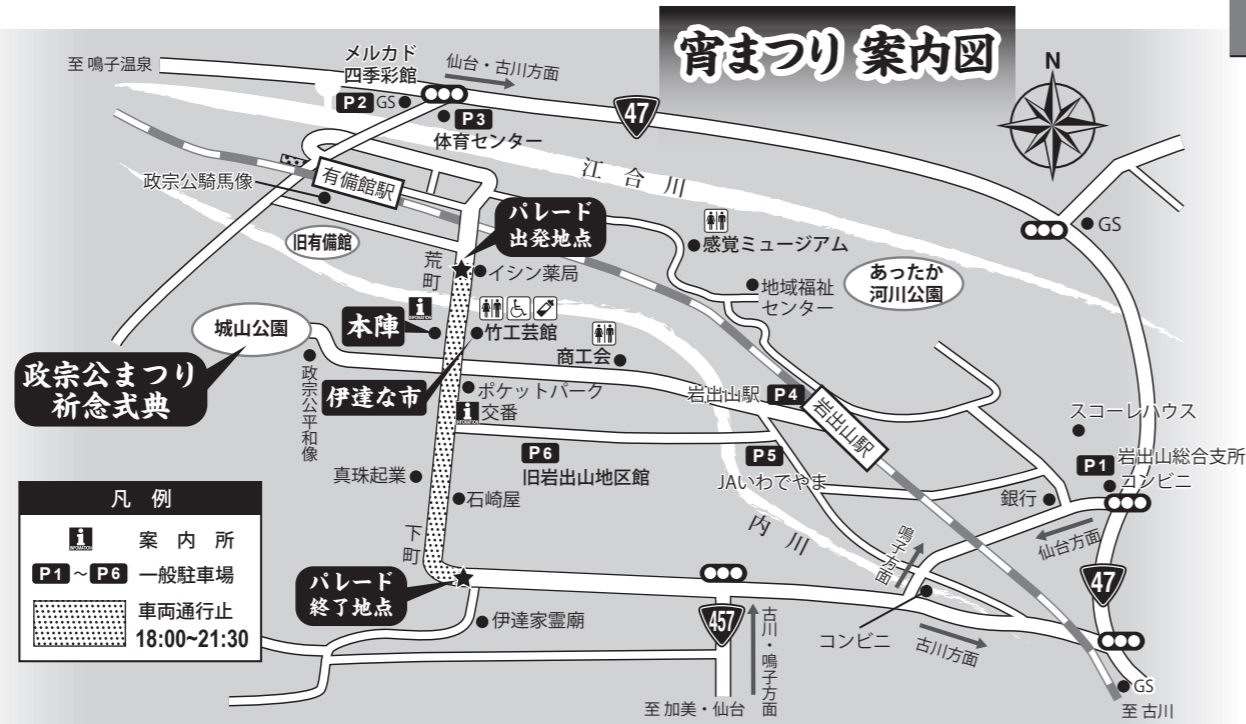 宵まつり 案内図
至 鳴子温泉
メルカド
四季彩館
仙台・古川方面
P2 GS
P3
体育センター
47
N
江合川
政宗公騎馬像
有備館駅
旧有備館
パレード
出発地点
荒町
イシン薬局
感覚ミュージアム
地域福祉
センター
あったか
河川公園
GS
城山公園
本陣
竹工芸館
商工会
政宗公まつり
祈念式典
政宗公平和像
伊達な市
ポケットパーク
交番
岩出山駅 P4
岩出山駅
スコーレハウス
P6
旧岩出山地区館
P5
JAいわでやま
P1 岩出山総合支所
コンビニ
銀行
真珠起業
石崎屋
下町
内川
鳴子方面
仙台方面
47
凡例
案内所
P1~P6 一般駐車場
車両通行止
18:00~21:30
パレード
終了地点
伊達家霊廟
457
古川・鳴子方面
コンビニ
古川方面
GS
至 加美・仙台
至 古川